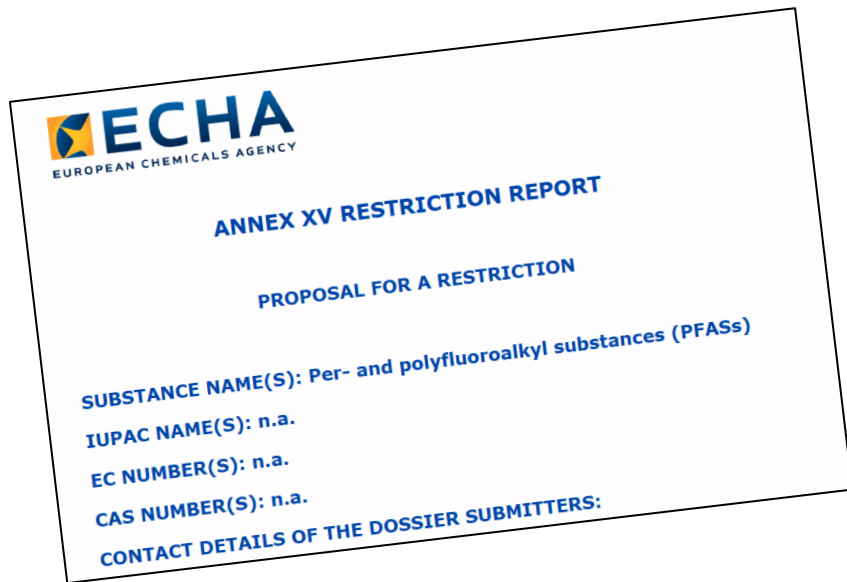 ECHA
EUROPEAN CHEMICALS AGENCY
ANNEX XV RESTRICTION REPORT
PROPOSAL FOR A RESTRICTION
SUBSTANCE NAME(S): Per- and polyfluoroalkyl substances (PFASs)
IUPAC NAME(S): n.a.
EC NUMBER(S): n.a.
CAS NUMBER(S): n.a.
CONTACT DETAILS OF THE DOSSIER SUBMITTERS: